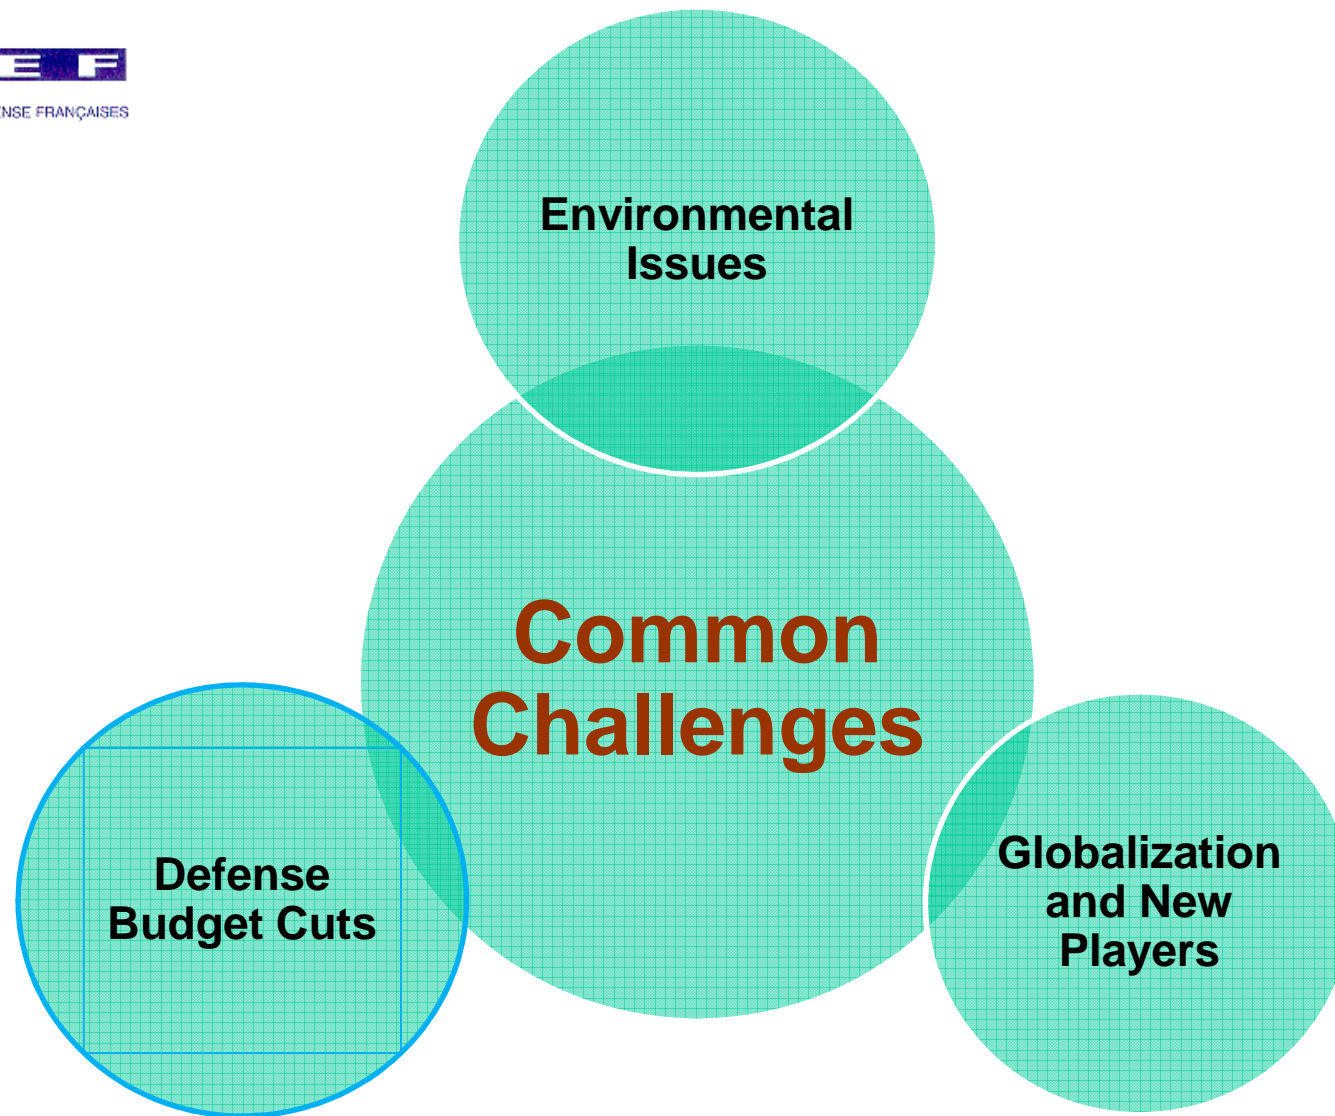 E F
NSE FRANÇAISES
Environmental
Issues
Common
Challenges
Defense
Budget Cuts
Globalization
and New
Players